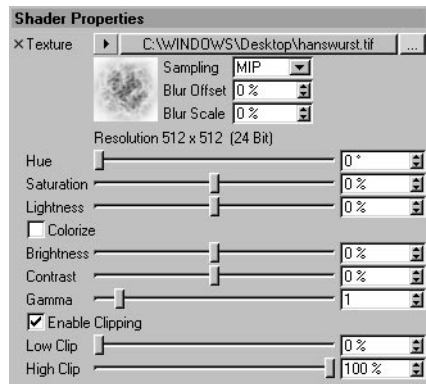 Shader Properties
Texture C:\WINDOWS\Desktop\hanswurst.tif ...
Sampling MIP
Blur Offset 0 %
Blur Scale 0 %
Resolution 512 x 512 (24 Bit)
Hue 0 °
Saturation 0 %
Lightness 0 %
Colorize
Brightness 0 %
Contrast 0 %
Gamma 1
Enable Clipping
Low Clip 0 %
High Clip 100 %